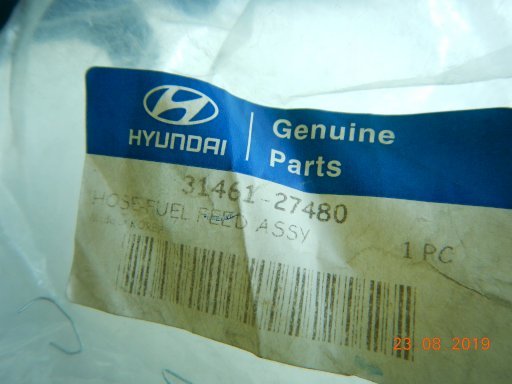 HYUNDAI
Genuine
Parts
31461-27480
HOSE-FUEL FEED ASSY
1 PC
23.08.2019